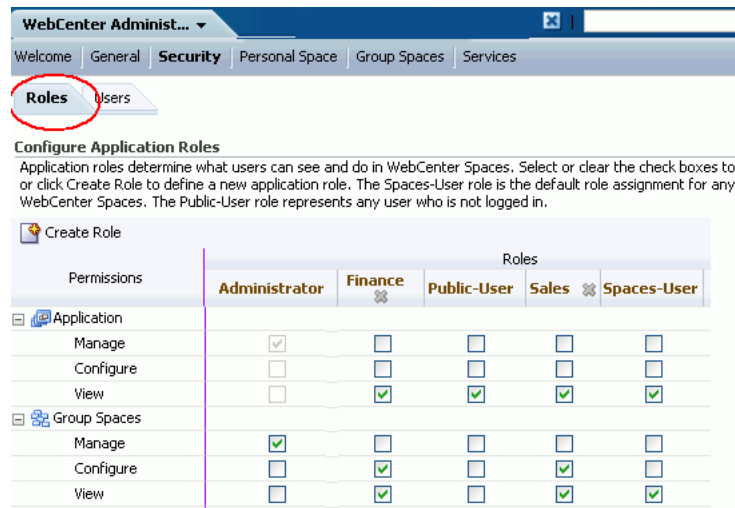 WebCenter Administ...
Welcome General Security Personal Space Group Spaces Services
Roles Users
Configure Application Roles
Application roles determine what users can see and do in WebCenter Spaces. Select or clear the check boxes to
or click Create Role to define a new application role. The Spaces-User role is the default role assignment for any
WebCenter Spaces. The Public-User role represents any user who is not logged in.
Create Role
Roles
Permissions
Administrator Finance Public-User Sales Spaces-User
Application
Manage
Configure
View
Group Spaces
Manage
Configure
View